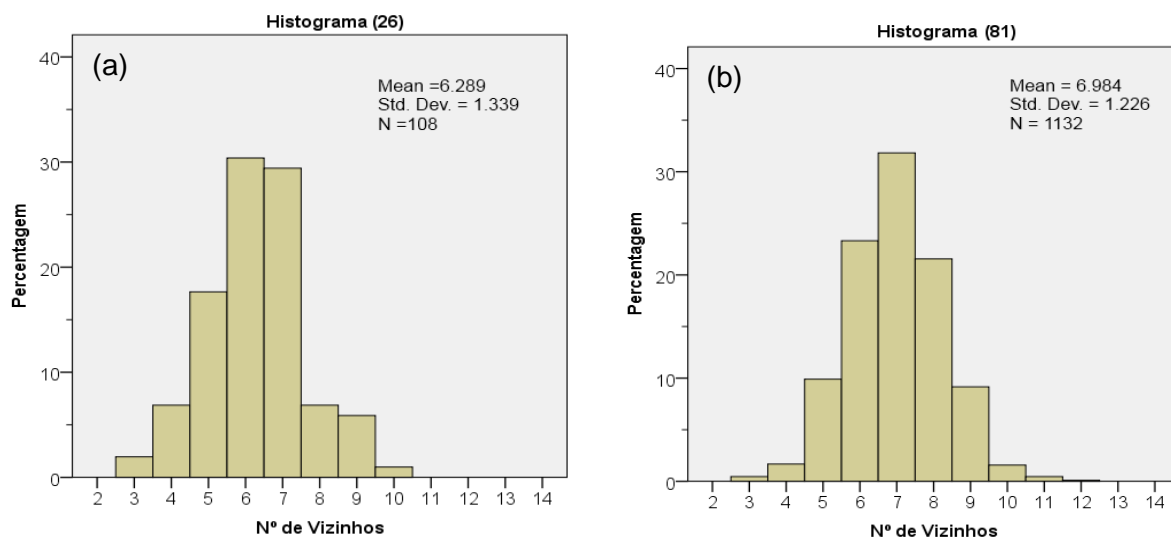 Histograma (26)
(a)
Mean =6.289
Std. Dev. = 1.339
N =108
40
30
20
10
0
Percentagem
2 3 4 5 6 7 8 9 10 11 12 13 14
Nº de Vizinhos
Histograma (81)
(b)
Mean = 6.984
Std. Dev. = 1.226
N = 1132
40
30
20
10
0
Percentagem
2 3 4 5 6 7 8 9 10 11 12 13 14
Nº de Vizinhos